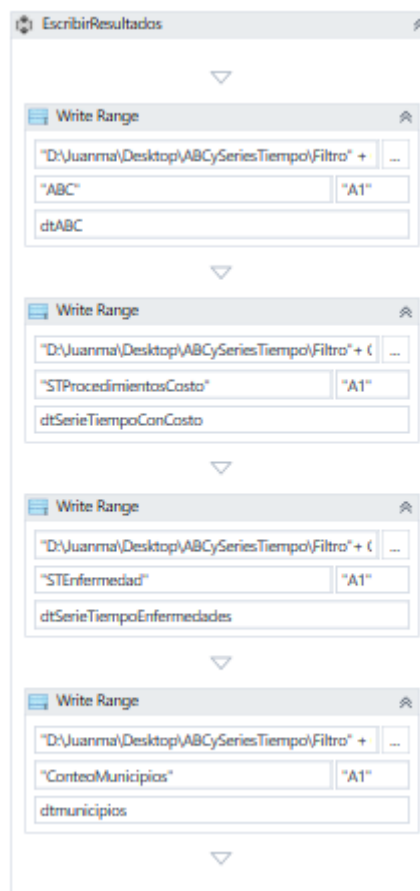 EscribirResultados
Write Range
"D:\Juanma\Desktop\ABCySeriesTiempo\Filtro" + ...
"ABC" "A1"
dtABC
Write Range
"D:\Juanma\Desktop\ABCySeriesTiempo\Filtro"+ ...
"STProcedimientosCosto" "A1"
dtSerieTiempoConCosto
Write Range
"D:\Juanma\Desktop\ABCySeriesTiempo\Filtro"+ ...
"STEnfermedad" "A1"
dtSerieTiempoEnfermedades
Write Range
"D:\Juanma\Desktop\ABCySeriesTiempo\Filtro" + ...
"ConteoMunicipios" "A1"
dtmunicipios